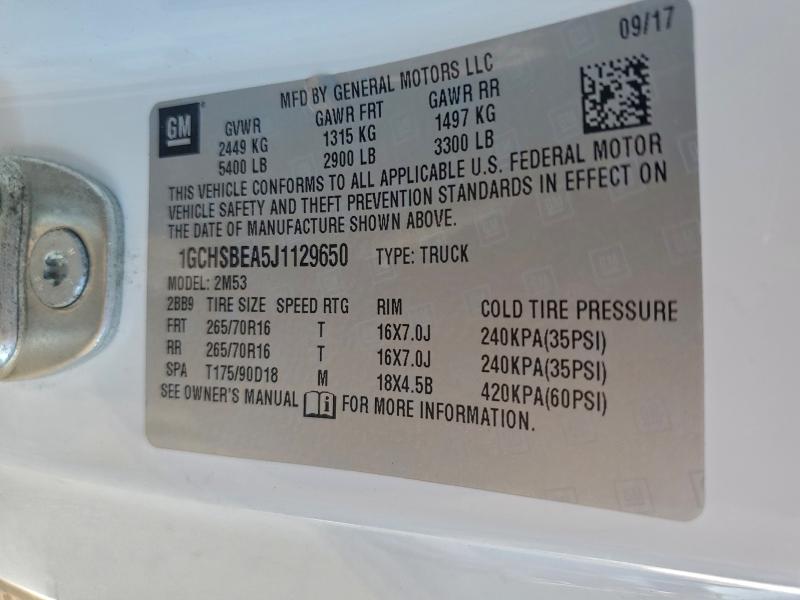 09/17
MFD BY GENERAL MOTORS LLC
GM GVWR GAWR FRT GAWR RR
2449 KG 1315 KG 1497 KG
5400 LB 2900 LB 3300 LB
THIS VEHICLE CONFORMS TO ALL APPLICABLE U.S. FEDERAL MOTOR
VEHICLE SAFETY AND THEFT PREVENTION STANDARDS IN EFFECT ON
THE DATE OF MANUFACTURE SHOWN ABOVE.
1GCHSBEA5J1129650 TYPE: TRUCK
MODEL: 2M53
2BB9 TIRE SIZE SPEED RTG RIM COLD TIRE PRESSURE
FRT 265/70R16 T 16X7.0J 240KPA(35PSI)
RR 265/70R16 T 16X7.0J 240KPA(35PSI)
SPA T175/90D18 M 18X4.5B 420KPA(60PSI)
SEE OWNER'S MANUAL i FOR MORE INFORMATION.